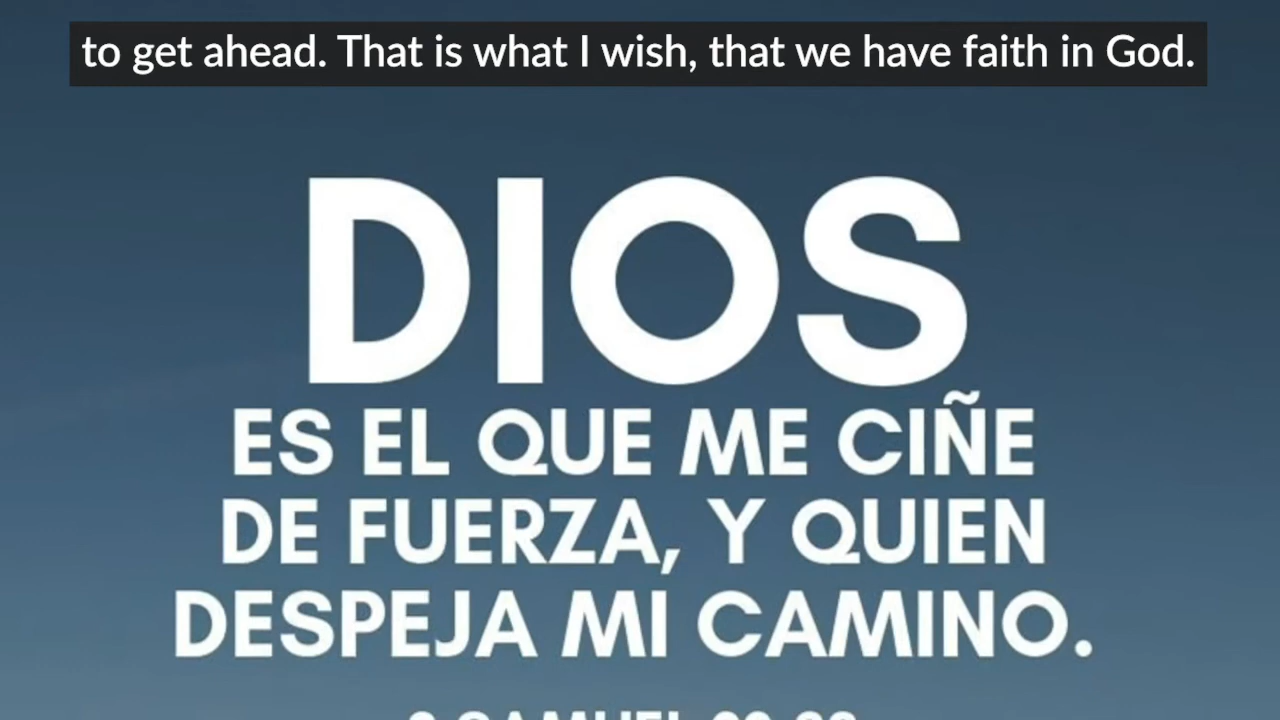 to get ahead. That is what I wish, that we have faith in God.
DIOS
ES EL QUE ME CIÑE
DE FUERZA, Y QUIEN
DESPEJA MI CAMINO.